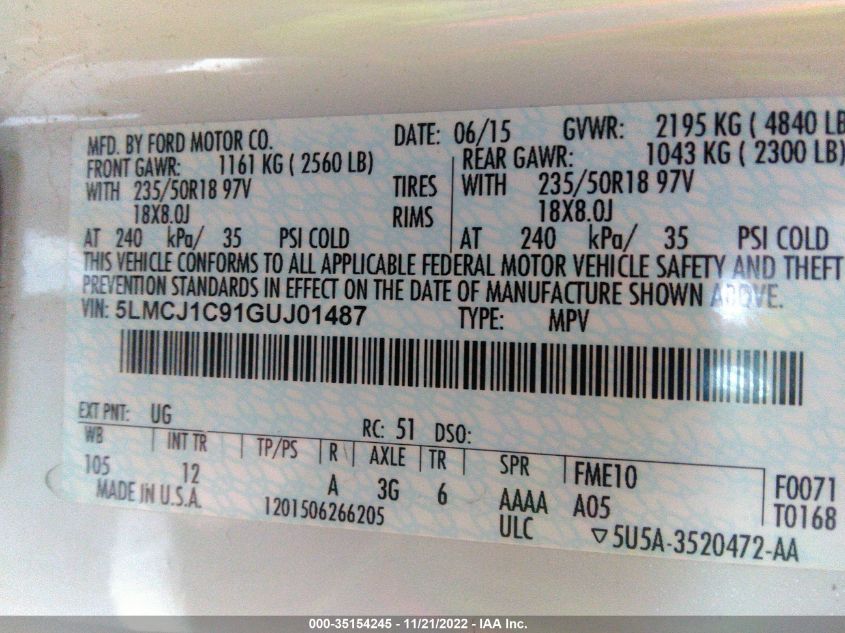 MFD. BY FORD MOTOR CO. DATE: 06/15 GVWR: 2195 KG ( 4840 LB
FRONT GAWR: 1161 KG ( 2560 LB) REAR GAWR: 1043 KG ( 2300 LB)
WITH 235/50R18 97V TIRES WITH 235/50R18 97V
18X8.0J RIMS 18X8.0J
AT 240 kPa/ 35 PSI COLD AT 240 kPa/ 35 PSI COLD
THIS VEHICLE CONFORMS TO ALL APPLICABLE FEDERAL MOTOR VEHICLE SAFETY AND THEFT
PREVENTION STANDARDS IN EFFECT ON THE DATE OF MANUFACTURE SHOWN ABOVE.
VIN: 5LMCJ1C91GUJ01487 TYPE: MPV
EXT PNT: UG RC: 51 DSO:
WB INT TR TP/PS R AXLE TR SPR FME10 F0071
105 12 A 3G 6 AAAA A05 T0168
MADE IN U.S.A. 1201506266205 ULC ▽5U5A-3520472-AA
000-35154245 - 11/21/2022 - IAA Inc.